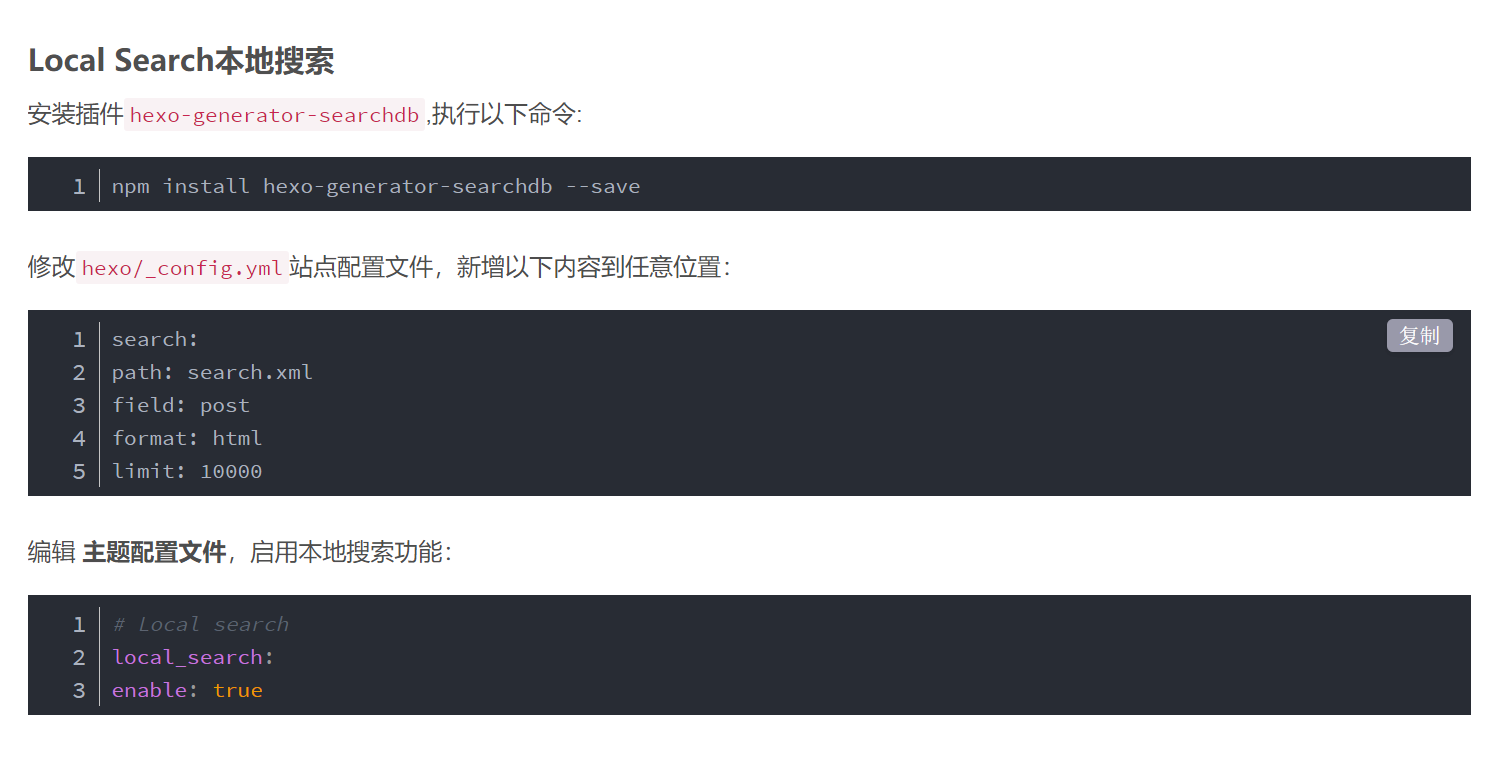 Local Search本地搜索
安装插件hexo-generator-searchdb,执行以下命令:
1 npm install hexo-generator-searchdb --save
修改hexo/_config.yml站点配置文件，新增以下内容到任意位置：
复制
1 search:
2 path: search.xml
3 field: post
4 format: html
5 limit: 10000
编辑 主题配置文件，启用本地搜索功能：
1 # Local search
2 local_search:
3 enable: true